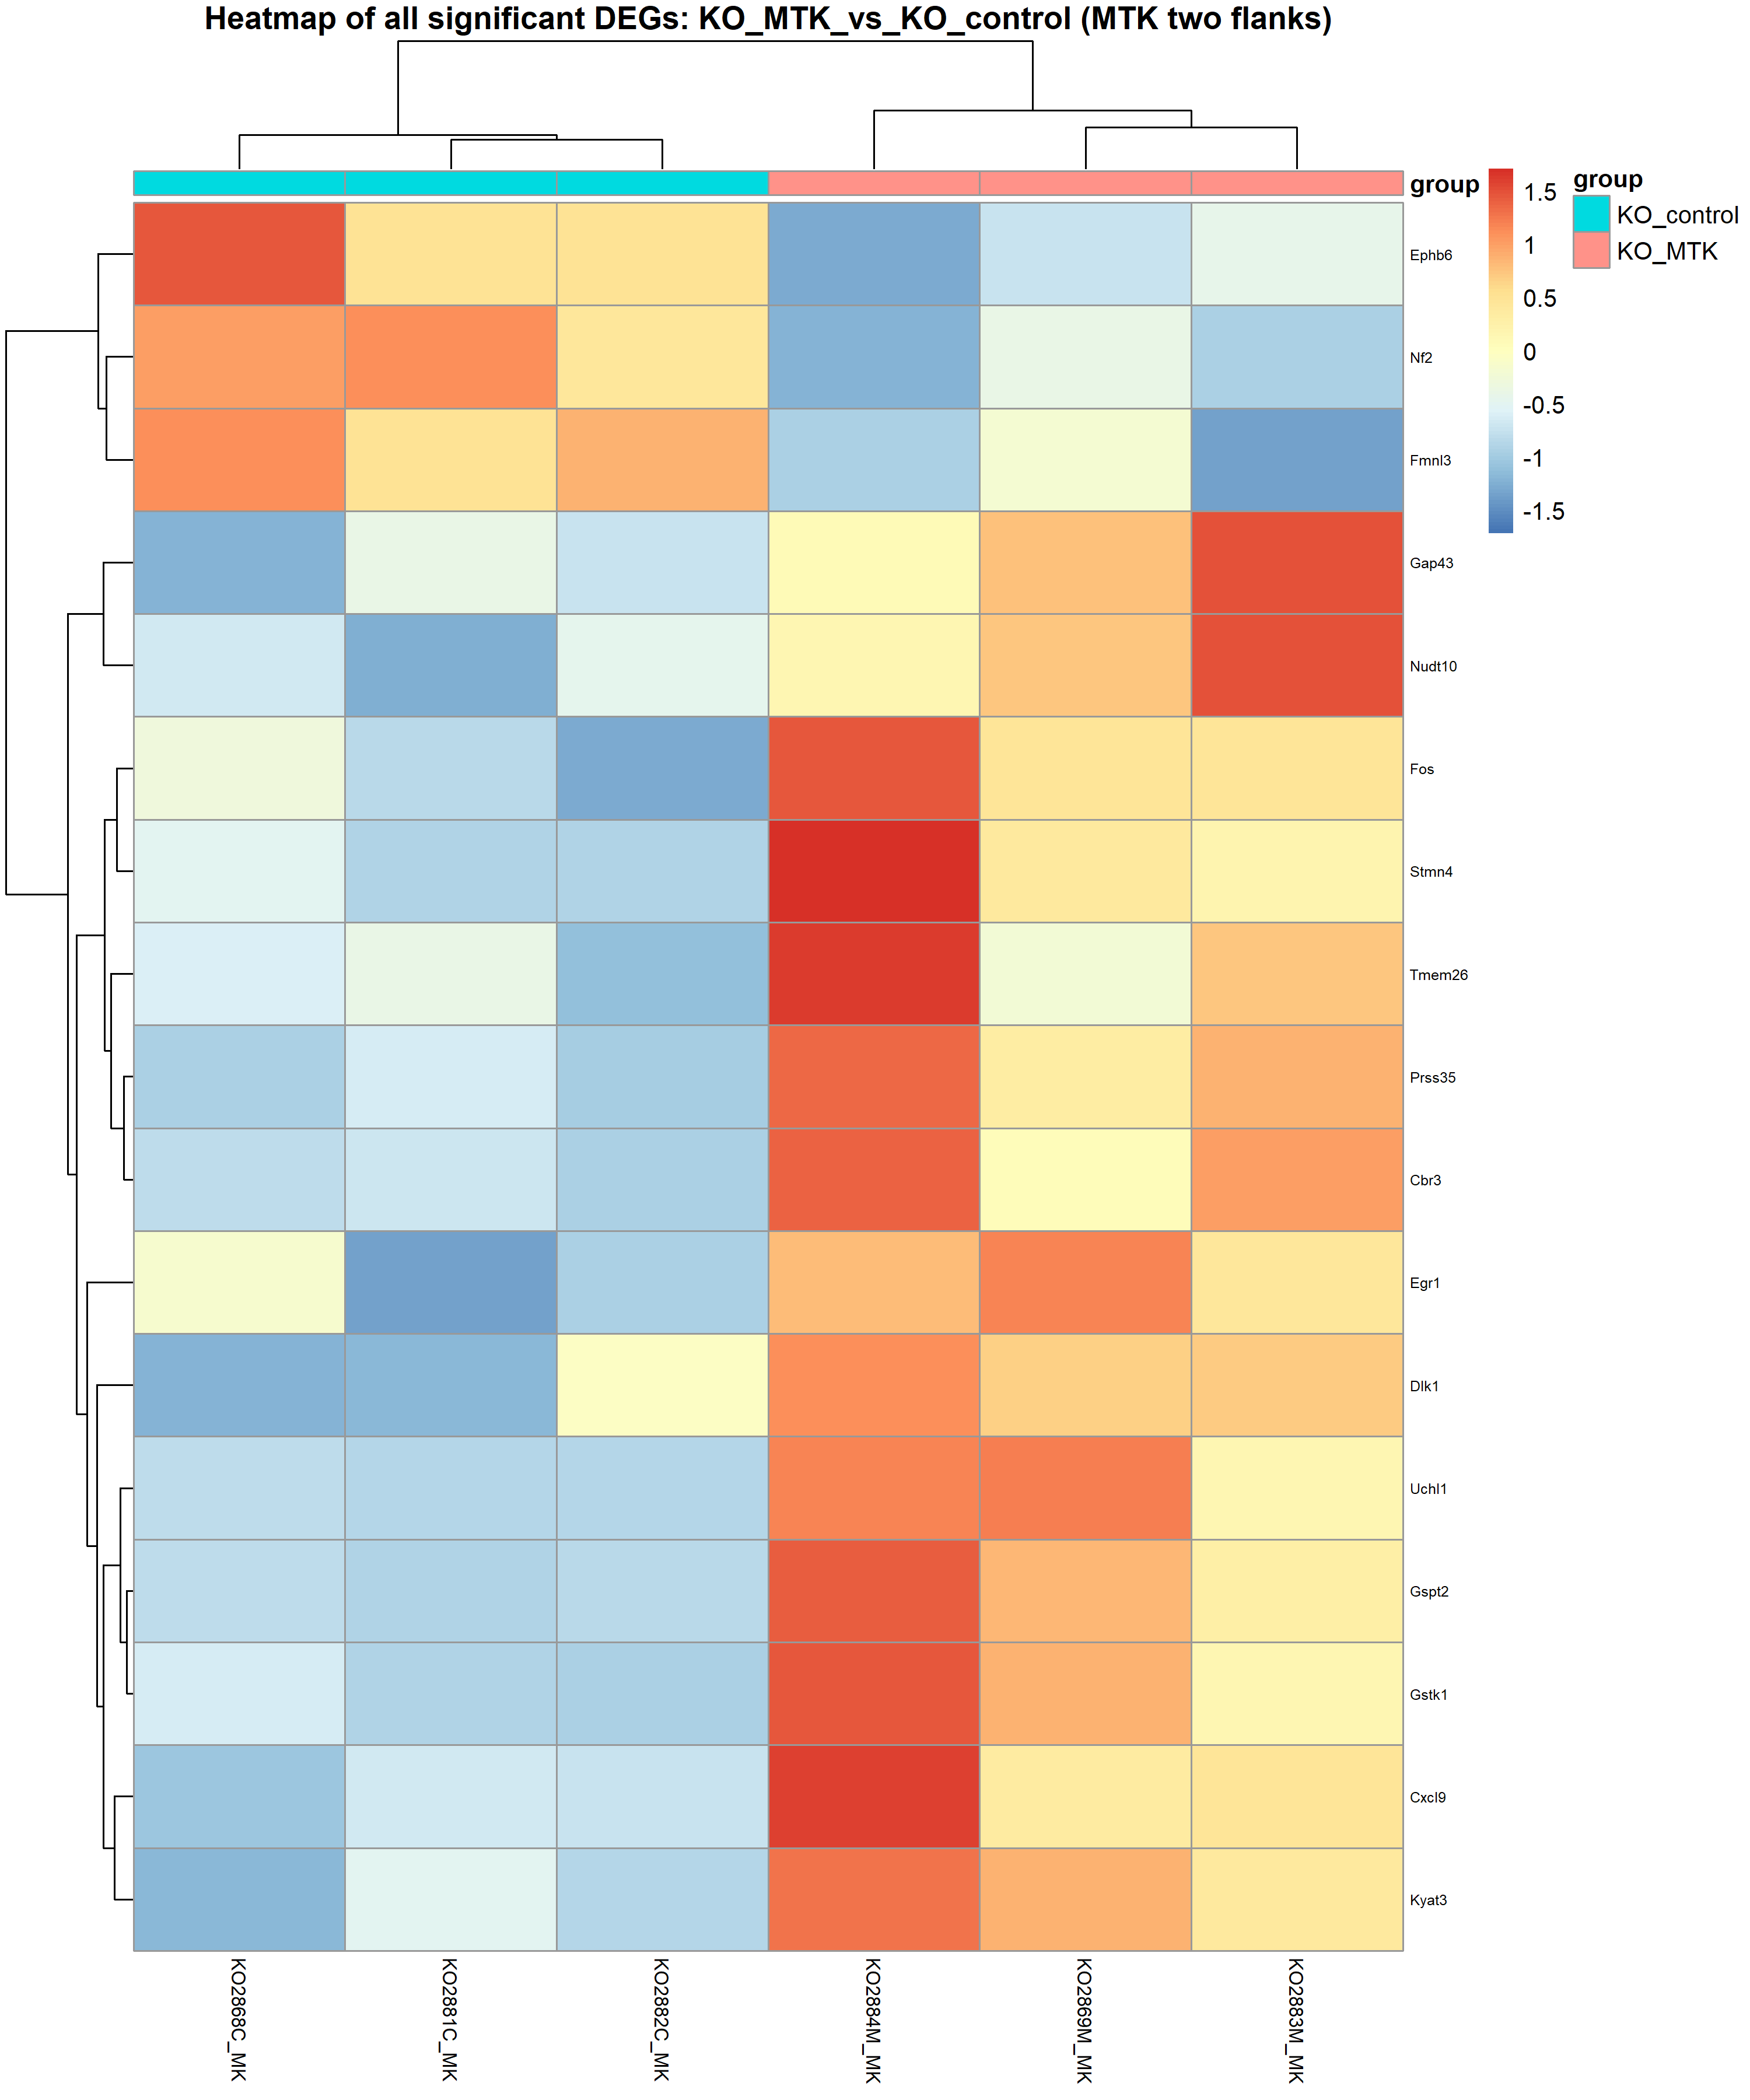 Heatmap of all significant DEGs: KO_MTK_vs_KO_control (MTK two flanks)
group
1.5
1
0.5
0
-0.5
-1
-1.5
group
KO_control
KO_MTK
Ephb6
Nf2
Fmnl3
Gap43
Nudt10
Fos
Stmn4
Tmem26
Prss35
Cbr3
Egr1
Dlk1
Uchl1
Gspt2
Gstk1
Cxcl9
Kyat3
KO2868C_MK
KO2881C_MK
KO2882C_MK
KO2884M_MK
KO2869M_MK
KO2883M_MK